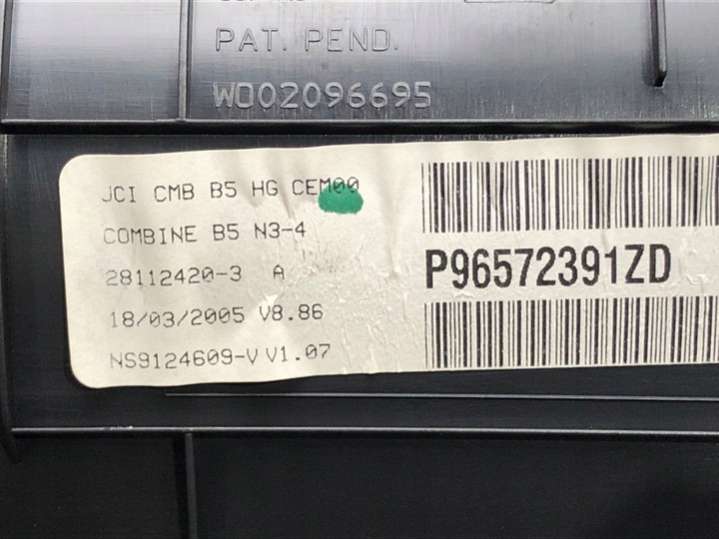 PAT. PEND.
WO02096695
JCI CMB B5 HG CEM00
COMBINE B5 N3-4
28112420-3 A
18/03/2005 V8.86
NS9124609-V V1.07
P96572391ZD